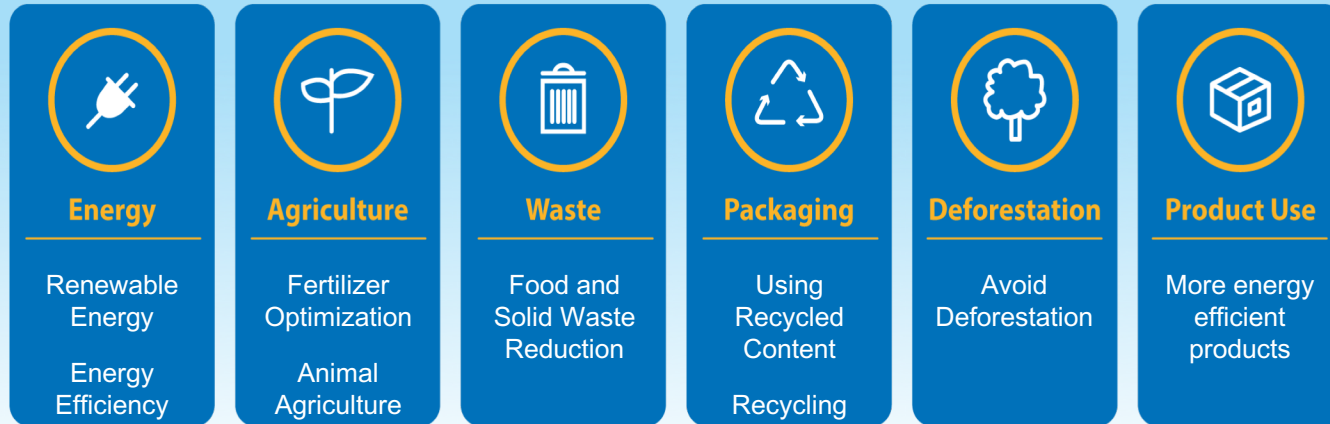 Energy
Renewable
Energy
Energy
Efficiency
Agriculture
Fertilizer
Optimization
Animal
Agriculture
Waste
Food and
Solid Waste
Reduction
Packaging
Using
Recycled
Content
Recycling
Deforestation
Avoid
Deforestation
Product Use
More energy
efficient
products